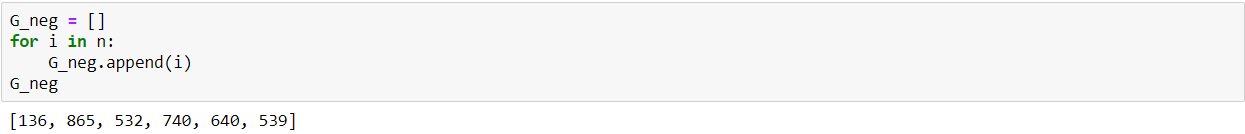 G_neg = []
for i in n:
    G_neg.append(i)
G_neg
[136, 865, 532, 740, 640, 539]